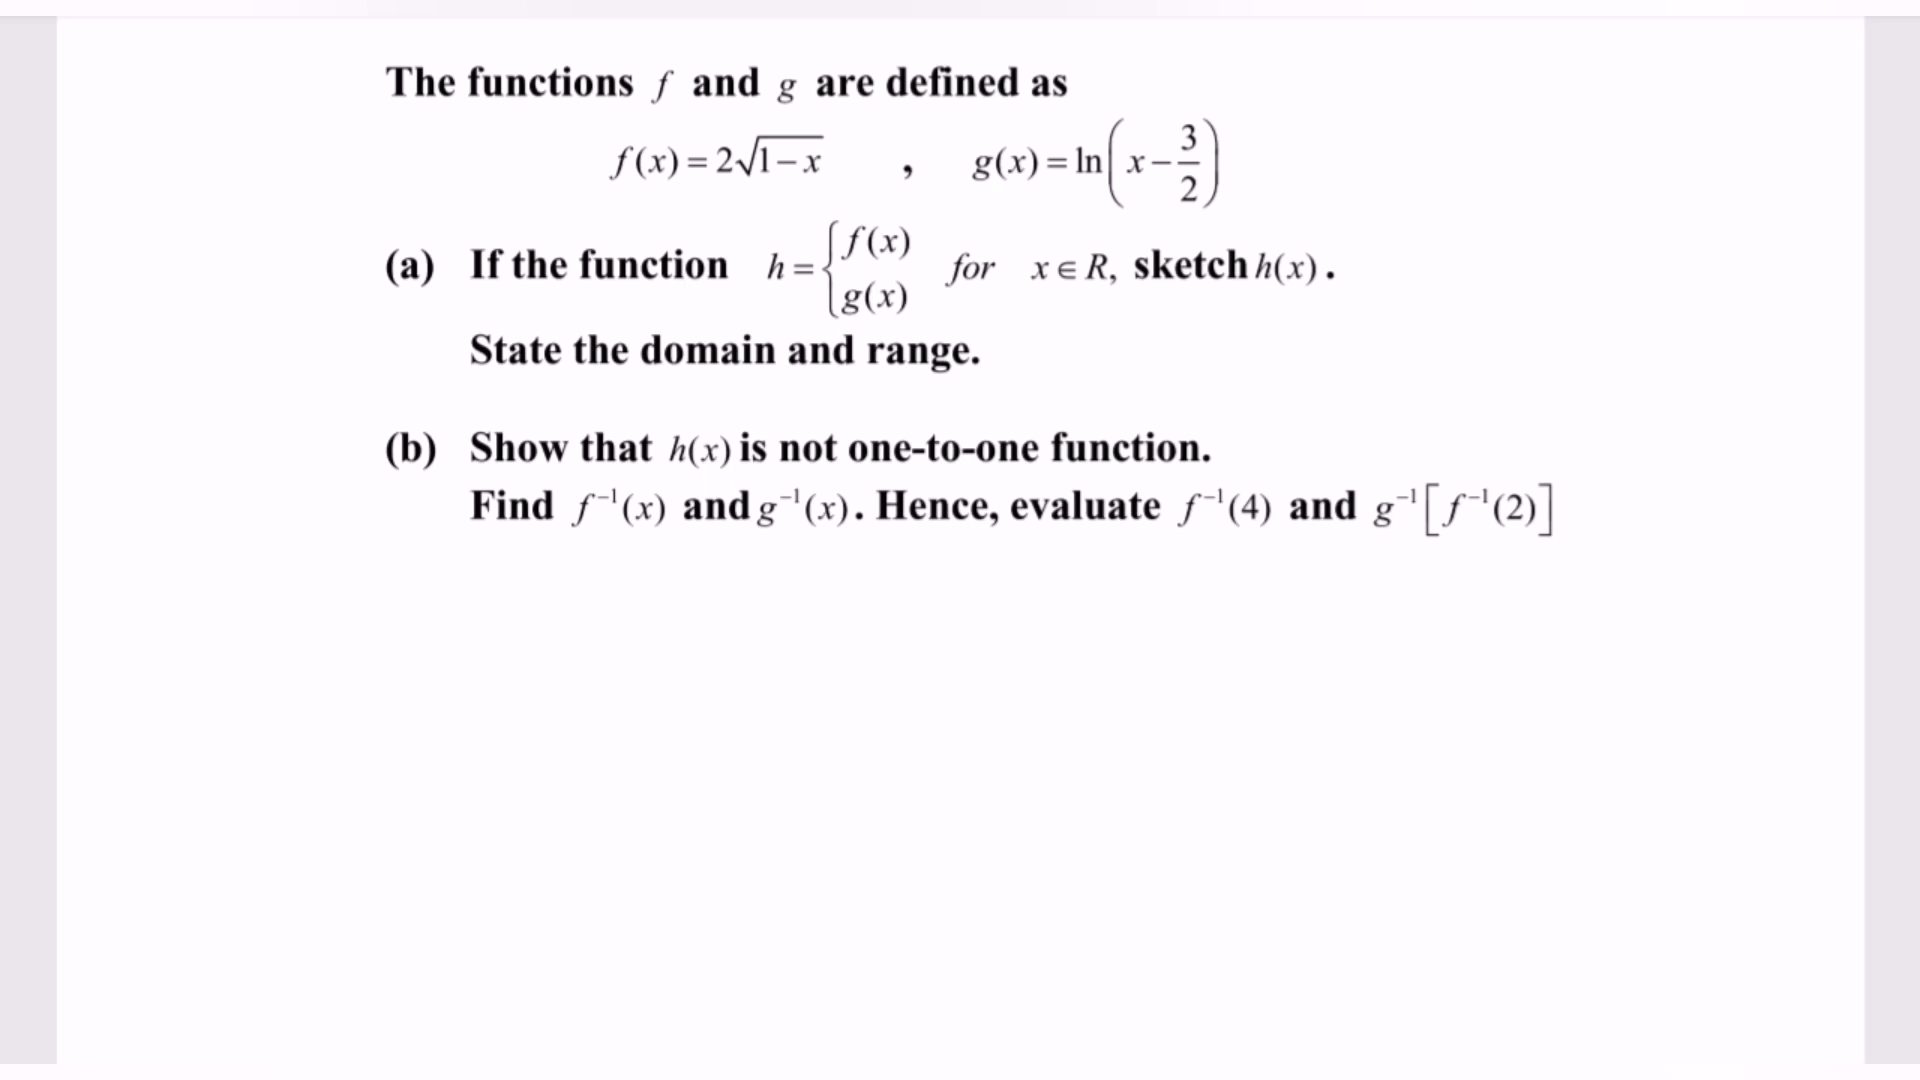 The functions f and g are defined as
f(x) = 2√(1−x) , g(x) = ln(x − 3/2)
(a) If the function h = { f(x) g(x) for x ∈ R, sketch h(x).
State the domain and range.
(b) Show that h(x) is not one-to-one function.
Find f⁻¹(x) and g⁻¹(x). Hence, evaluate f⁻¹(4) and g⁻¹[f⁻¹(2)]